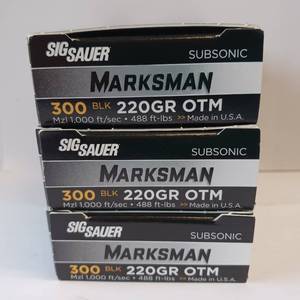 SIG SAUER SUBSONIC
MARKSMAN
300 BLK 220GR OTM
Mzl 1,000 ft/sec • 488 ft-lbs >> Made in U.S.A.
SIG SAUER SUBSONIC
MARKSMAN
300 BLK 220GR OTM
Mzl 1,000 ft/sec • 488 ft-lbs >> Made in U.S.A.
SIG SAUER SUBSONIC
MARKSMAN
300 BLK 220GR OTM
Mzl 1,000 ft/sec • 488 ft-lbs >> Made in U.S.A.